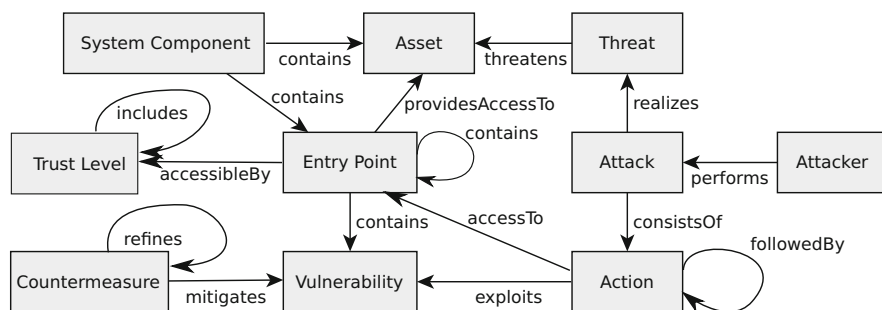 System Component
Asset
Threat
contains
threatens
contains
providesAccessTo
realizes
includes
contains
Trust Level
Entry Point
Attack
Attacker
accessibleBy
performs
contains
accessTo
consistsOf
refines
followedBy
Countermeasure
Vulnerability
Action
mitigates
exploits